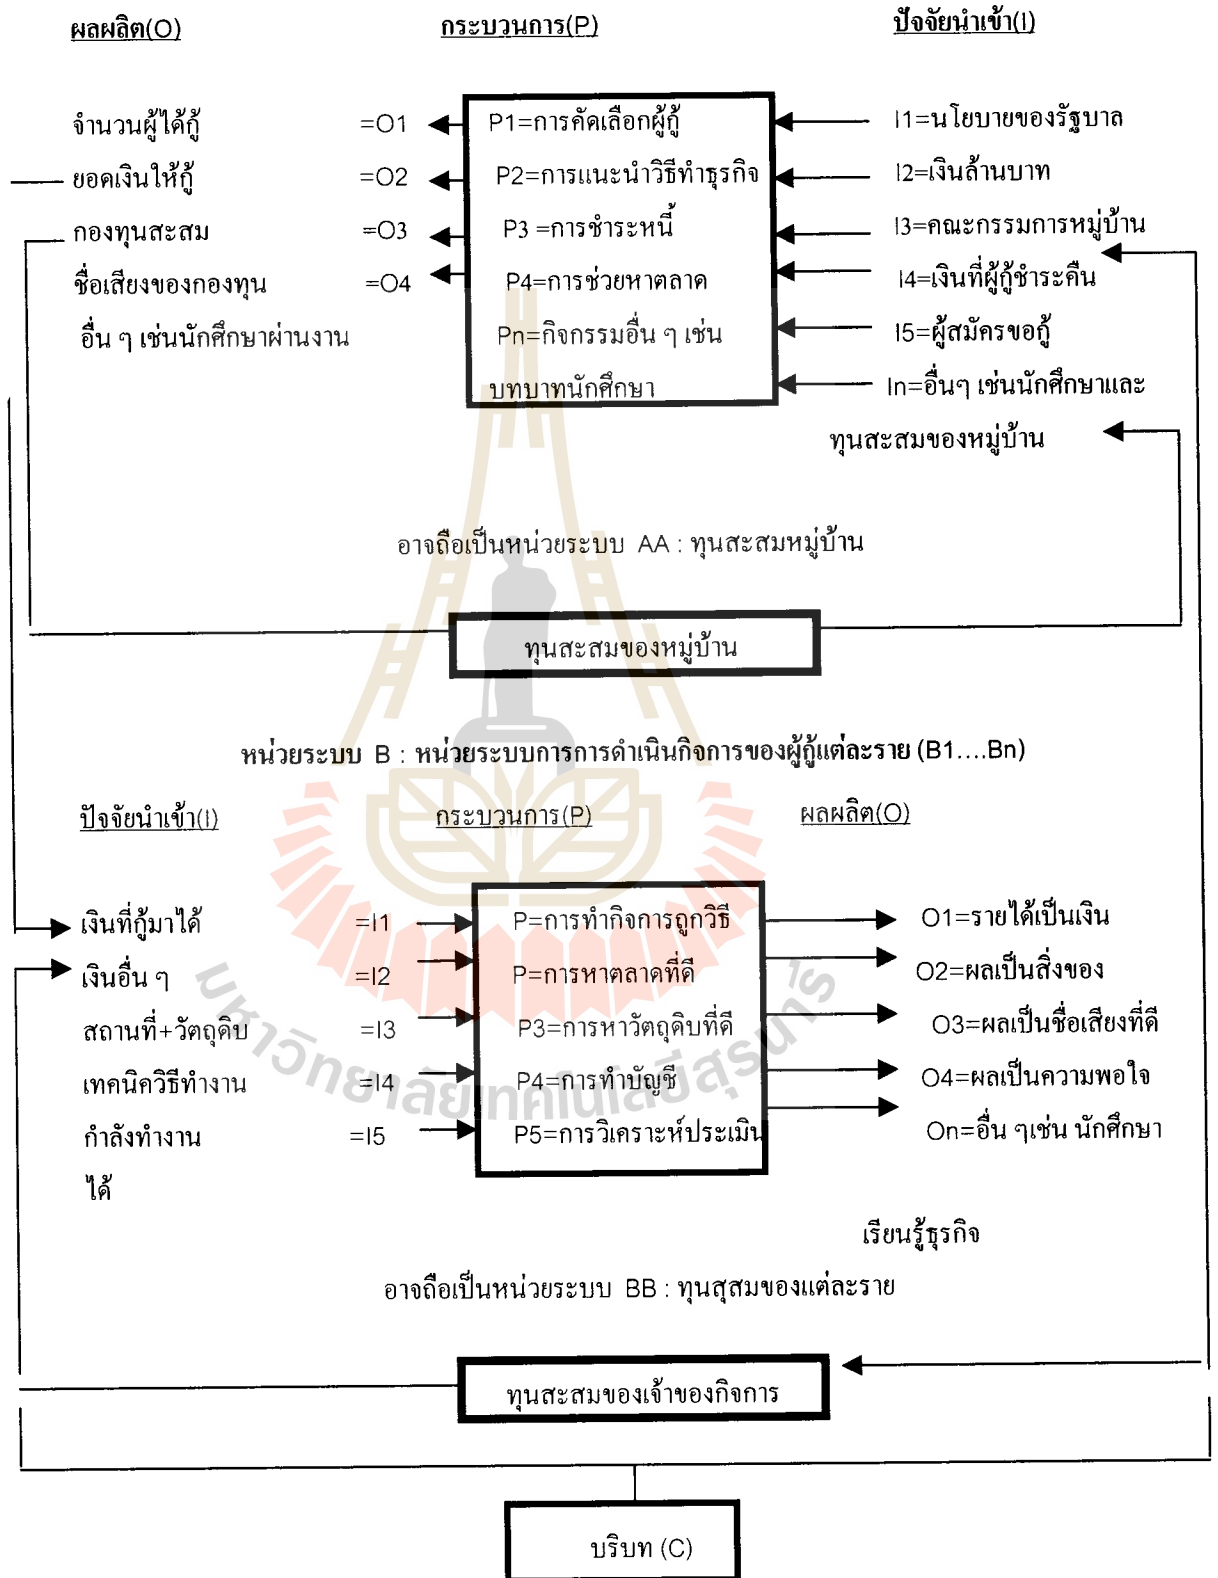 ผลผลิต(O) กระบวนการ(P) ปัจจัยนำเข้า(I)
จำนวนผู้ได้กู้ =O1 P1=การคัดเลือกผู้กู้ I1=นโยบายของรัฐบาล
ยอดเงินให้กู้ =O2 P2=การแนะนำวิธีทำธุรกิจ I2=เงินล้านบาท
กองทุนสะสม =O3 P3 =การชำระหนี้ I3=คณะกรรมการหมู่บ้าน
ชื่อเสียงของกองทุน =O4 P4=การช่วยหาตลาด I4=เงินที่ผู้กู้ชำระคืน
อื่น ๆ เช่นนักศึกษาผ่านงาน Pn=กิจกรรมอื่น ๆ เช่น I5=ผู้สมัครขอกู้
บทบาทนักศึกษา In=อื่นๆ เช่นนักศึกษาและ
ทุนสะสมของหมู่บ้าน
อาจถือเป็นหน่วยระบบ AA : ทุนสะสมหมู่บ้าน
ทุนสะสมของหมู่บ้าน
หน่วยระบบ B : หน่วยระบบการการดำเนินกิจการของผู้กู้แต่ละราย (B1....Bn)
ปัจจัยนำเข้า(I) กระบวนการ(P) ผลผลิต(O)
เงินที่กู้มาได้ =I1 P=การทำกิจการถูกวิธี O1=รายได้เป็นเงิน
เงินอื่น ๆ =I2 P=การหาตลาดที่ดี O2=ผลเป็นสิ่งของ
สถานที่+วัตถุดิบ =I3 P3=การหาวัตถุดิบที่ดี O3=ผลเป็นชื่อเสียงที่ดี
เทคนิควิธีทำงาน =I4 P4=การทำบัญชี O4=ผลเป็นความพอใจ
กำลังทำงาน =I5 P5=การวิเคราะห์ประเมิน On=อื่น ๆเช่น นักศึกษา
ได้
เรียนรู้ธุรกิจ
อาจถือเป็นหน่วยระบบ BB : ทุนสุสมของแต่ละราย
ทุนสะสมของเจ้าของกิจการ
บริบท (C)
มหาวิทยาลัยเทคโนโลยีสุรนารี